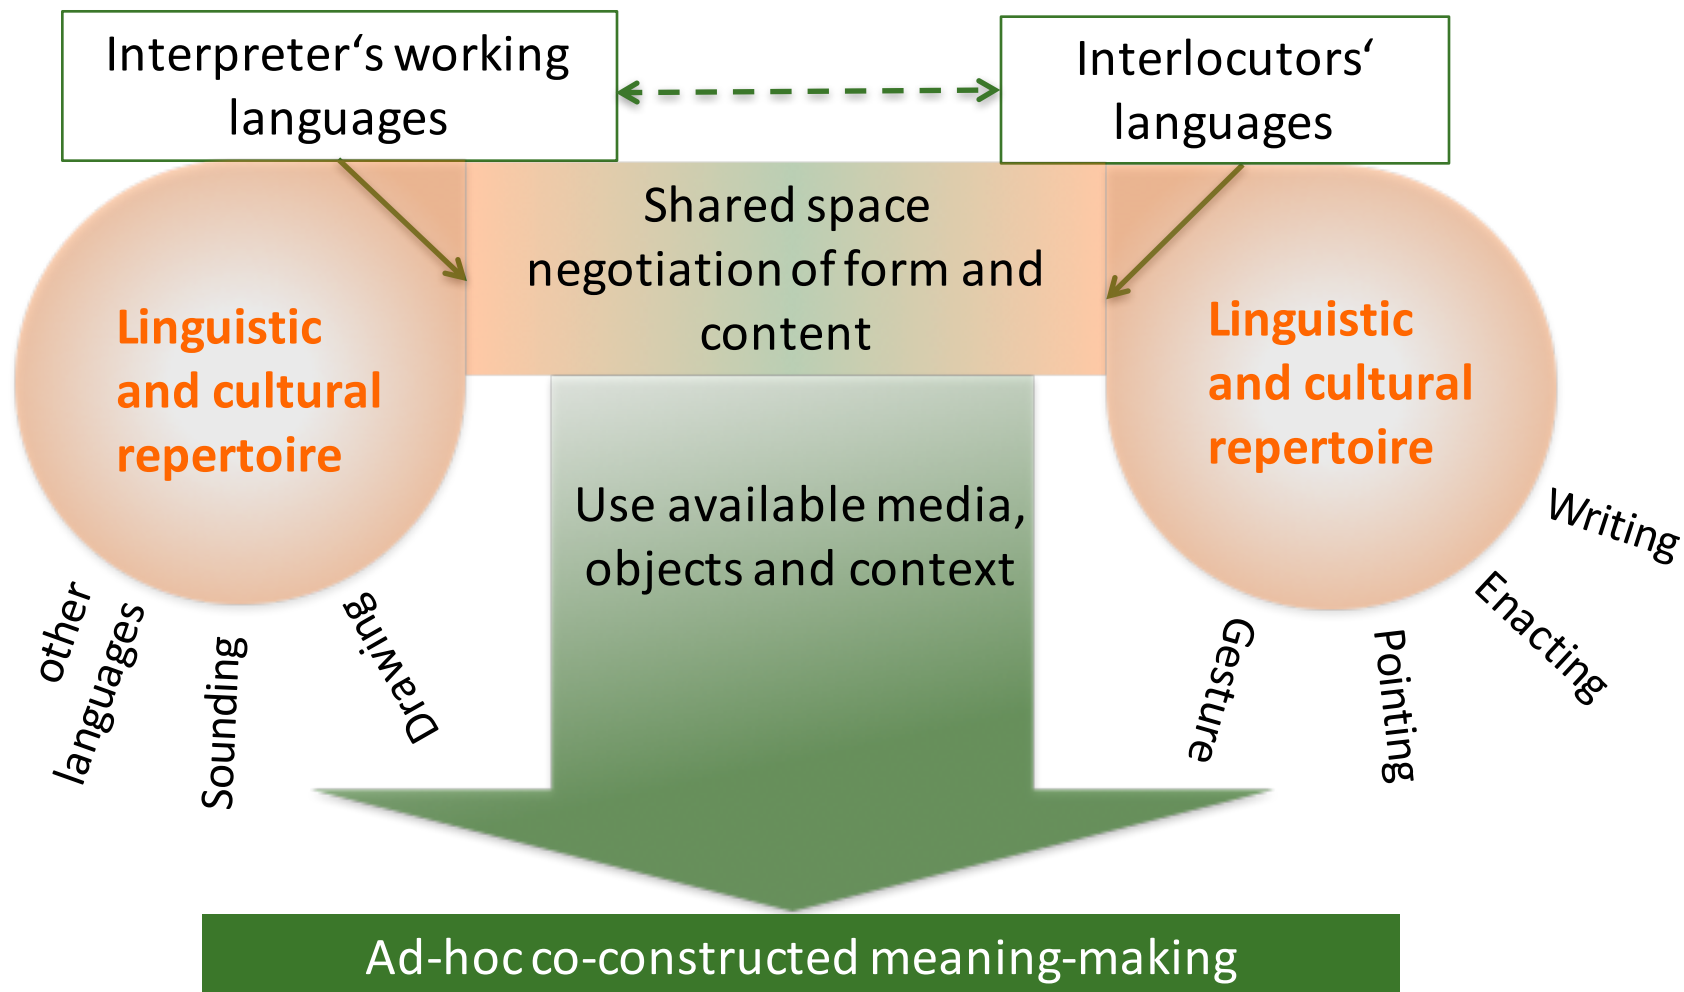 Interpreter‘s working
languages
Interlocutors‘
languages
Shared space
negotiation of form and
content
Linguistic
and cultural
repertoire
Linguistic
and cultural
repertoire
Use available media,
objects and context
other
languages
Sounding
Drawing
Gesture
Pointing
Enacting
Writing
Ad-hoc co-constructed meaning-making